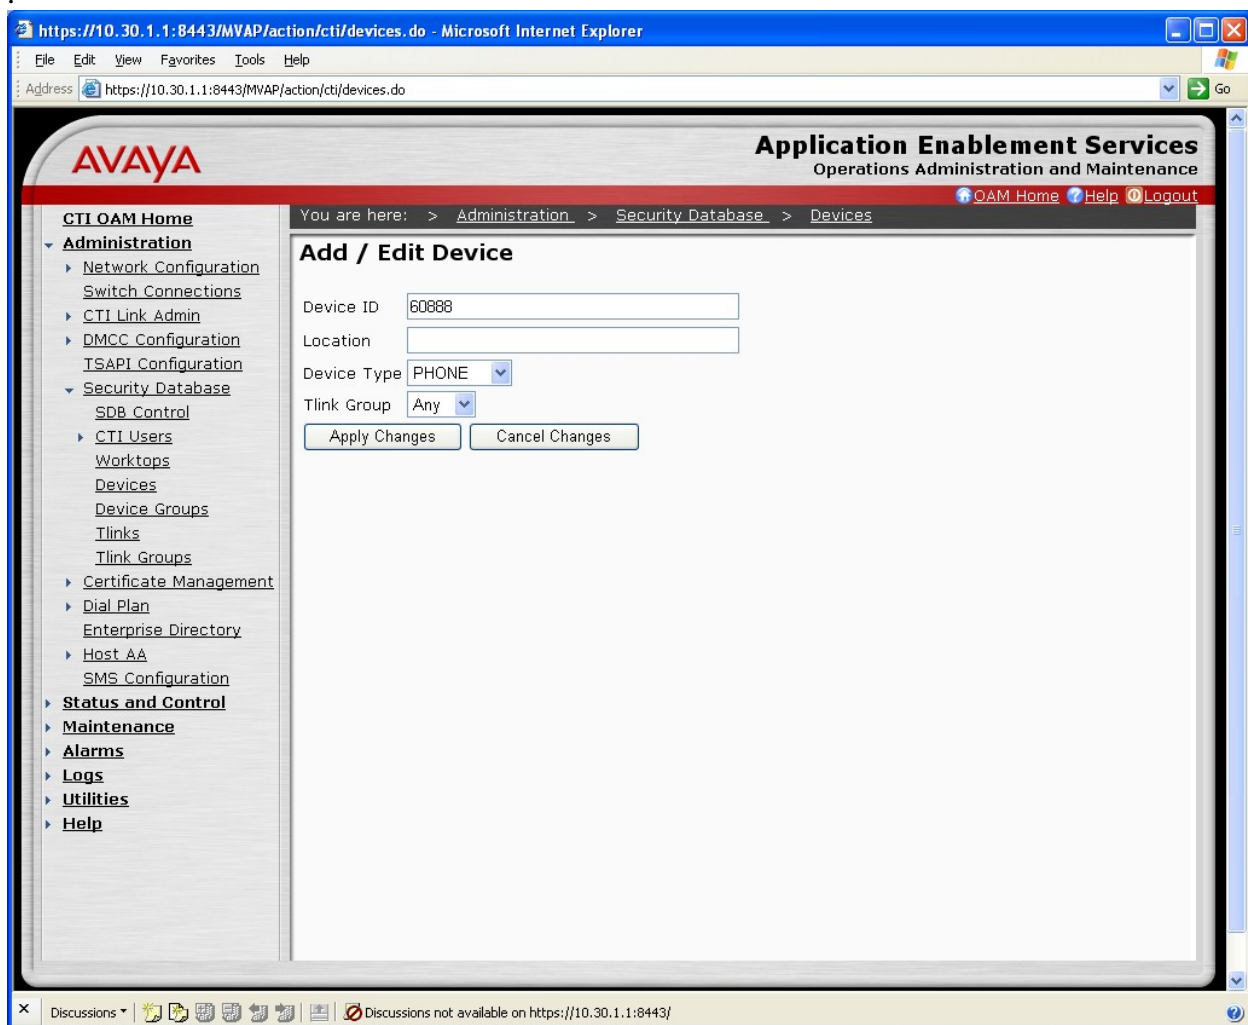 .
https://10.30.1.1:8443/MVAP/action/cti/devices.do - Microsoft Internet Explorer
File Edit View Favorites Tools Help
Address https://10.30.1.1:8443/MVAP/action/cti/devices.do Go
AVAYA
Application Enablement Services
Operations Administration and Maintenance
OAM Home Help Logout
You are here: > Administration > Security Database > Devices
CTI OAM Home
Administration
Network Configuration
Switch Connections
CTI Link Admin
DMCC Configuration
TSAPI Configuration
Security Database
SDB Control
CTI Users
Worktops
Devices
Device Groups
Tlinks
Tlink Groups
Certificate Management
Dial Plan
Enterprise Directory
Host AA
SMS Configuration
Status and Control
Maintenance
Alarms
Logs
Utilities
Help
Add / Edit Device
Device ID 60888
Location
Device Type PHONE
Tlink Group Any
Apply Changes Cancel Changes
Discussions Discussions not available on https://10.30.1.1:8443/